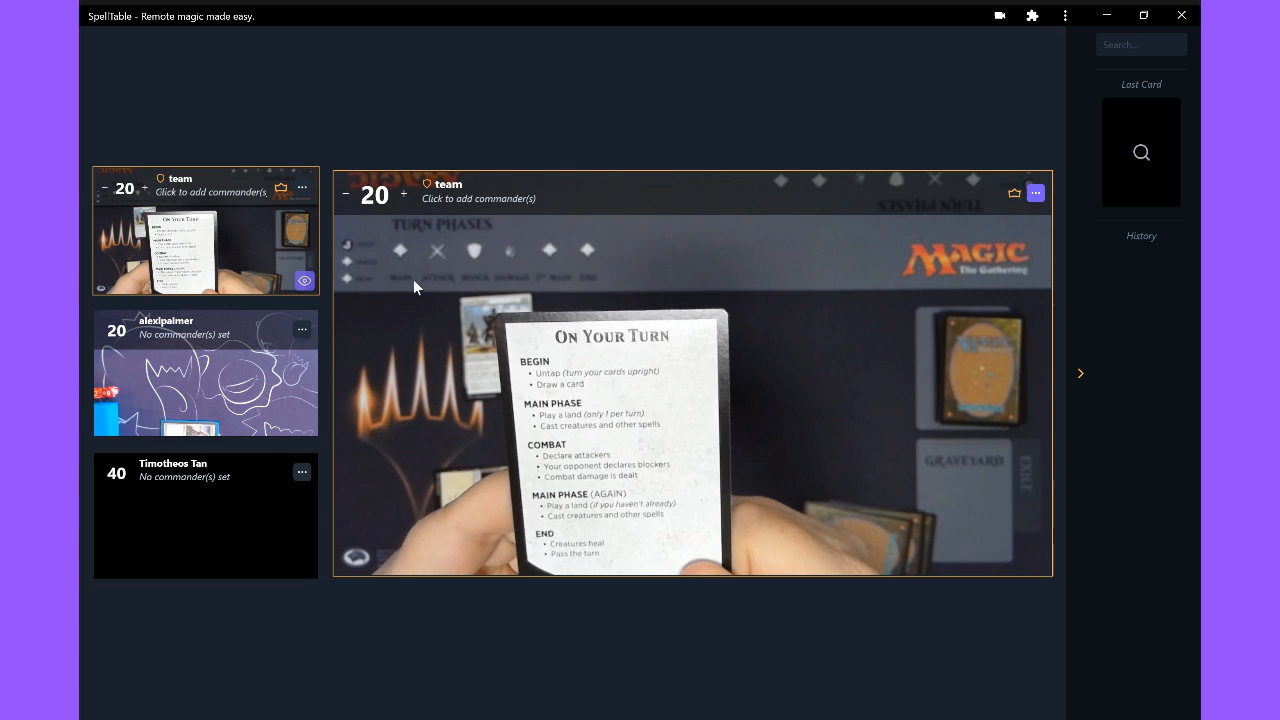 SpellTable - Remote magic made easy.
Search...
Last Card
History
- 20 + team
Click to add commander(s)
20 alexlpalmer
No commander(s) set
40 Timotheos Tan
No commander(s) set
- 20 + team
Click to add commander(s)
TURN PHASES
TURN PHASES
MAGIC
The Gathering
ON YOUR TURN
BEGIN
• Untap (turn your cards upright)
• Draw a card
MAIN PHASE
• Play a land (only 1 per turn)
• Cast creatures and other spells
COMBAT
• Declare attackers
• Your opponent declares blockers
• Combat damage is dealt
MAIN PHASE (AGAIN)
• Play a land (if you haven't already)
• Cast creatures and other spells
END
• Creatures heal
• Pass the turn
GRAVEYARD
EXILE